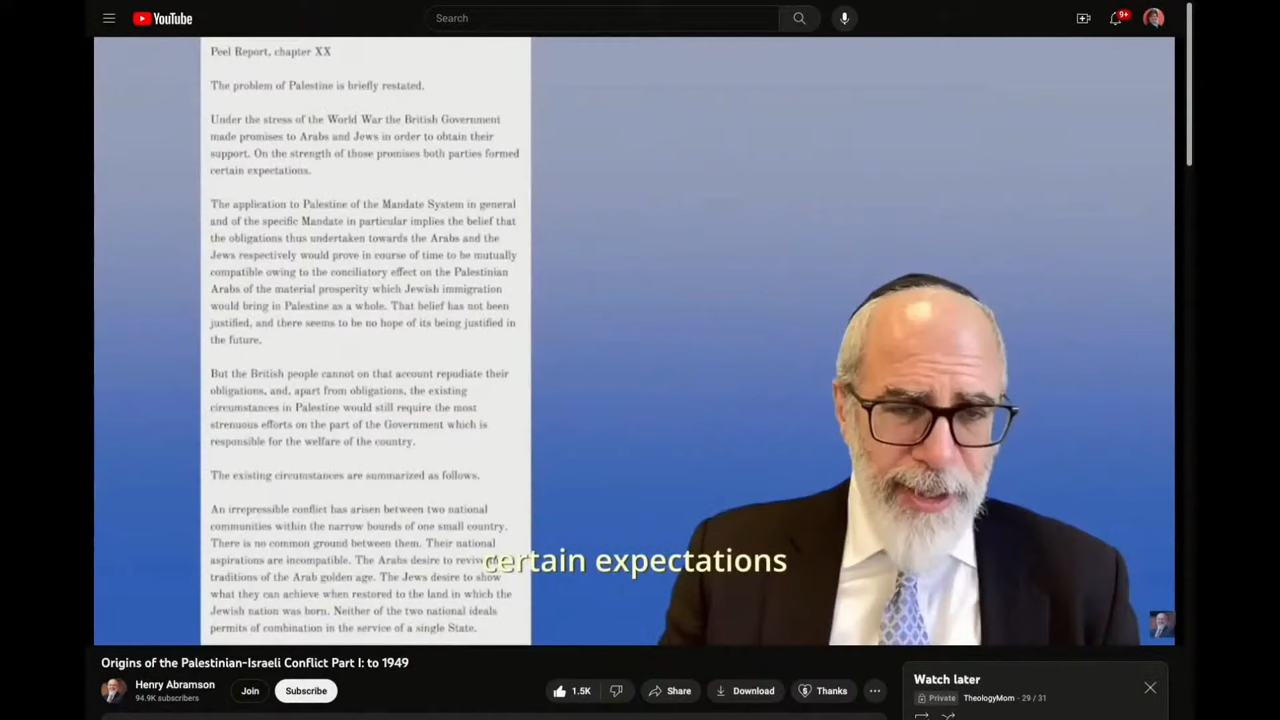 YouTube
Search
9+
Peel Report, chapter XX
The problem of Palestine is briefly restated.
Under the stress of the World War the British Government
made promises to Arabs and Jews in order to obtain their
support. On the strength of those promises both parties formed
certain expectations.
The application to Palestine of the Mandate System in general
and of the specific Mandate in particular implies the belief that
the obligations thus undertaken towards the Arabs and the
Jews respectively would prove in course of time to be mutually
compatible owing to the conciliatory effect on the Palestinian
Arabs of the material prosperity which Jewish immigration
would bring in Palestine as a whole. That belief has not been
justified, and there seems to be no hope of its being justified in
the future.
But the British people cannot on that account repudiate their
obligations, and, apart from obligations, the existing
circumstances in Palestine would still require the most
strenuous efforts on the part of the Government which is
responsible for the welfare of the country.
The existing circumstances are summarized as follows.
An irrepressible conflict has arisen between two national
communities within the narrow bounds of one small country.
There is no common ground between them. Their national
aspirations are incompatible. The Arabs desire to revive
traditions of the Arab golden age. The Jews desire to show
what they can achieve when restored to the land in which the
Jewish nation was born. Neither of the two national ideals
permits of combination in the service of a single State.
certain expectations
Origins of the Palestinian-Israeli Conflict Part I: to 1949
Henry Abramson
94.9K subscribers
Join
Subscribe
1.5K
Share
Download
Thanks
Watch later
Private TheologyMom - 29 / 31